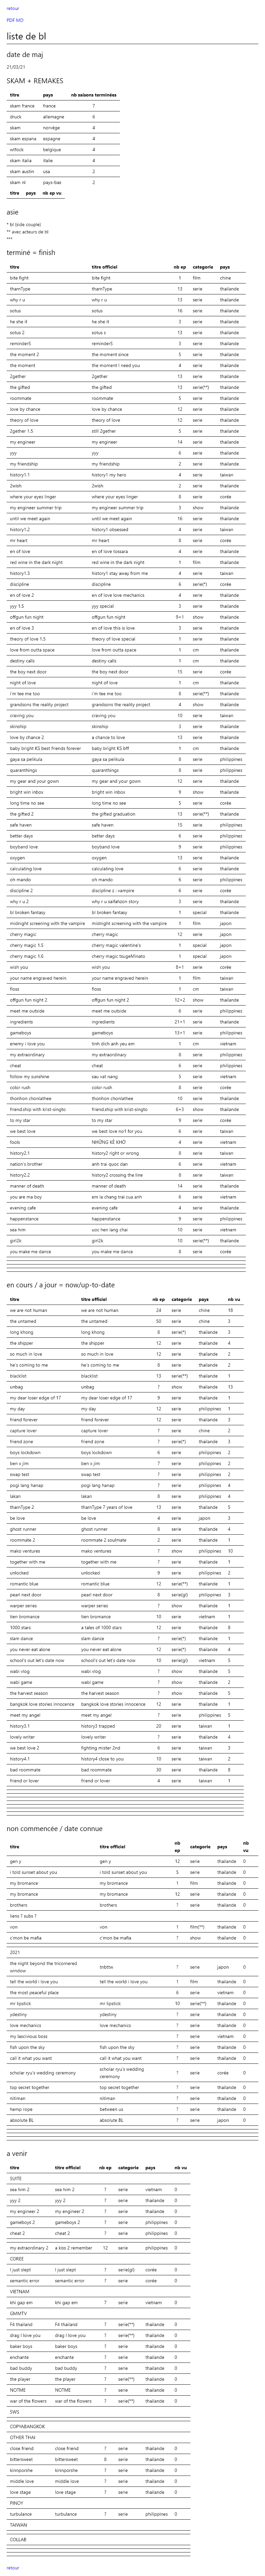 retour
PDF MD
liste de bl
date de maj
21/03/21
SKAM + REMAKES
titre pays nb saisons terminées
skam france france 7
druck allemagne 6
skam norvège 4
skam espana espagne 4
wtfock belgique 4
skam italia italie 4
skam austin usa 2
skam nl pays-bas 2
titre pays nb ep vu
asie
* bl (side couple)
** avec acteurs de bl
***
terminé = finish
titre titre officiel nb ep categorie pays
bite fight bite fight 1 film chine
tharnType tharnType 13 serie thailande
why r u why r u 13 serie thailande
sotus sotus 16 serie thailande
he she it he she it 3 serie thailande
sotus 2 sotus s 13 serie thailande
reminderS reminderS 3 serie thailande
the moment 2 the moment since 5 serie thailande
the moment the moment I need you 4 serie thailande
2gether 2gether 13 serie thailande
the gifted the gifted 13 serie(**) thailande
roommate roommate 5 serie thailande
love by chance love by chance 12 serie thailande
theory of love theory of love 12 serie thailande
2gether 1.5 still 2gether 5 serie thailande
my engineer my engineer 14 serie thailande
yyy yyy 6 serie thailande
my friendship my friendship 2 serie thailande
history1.1 history1 my hero 4 serie taiwan
2wish 2wish 2 serie thailande
where your eyes linger where your eyes linger 8 serie corée
my engineer summer trip my engineer summer trip 3 show thailande
until we meet again until we meet again 16 serie thailande
history1.2 history1 obsessed 4 serie taiwan
mr heart mr heart 8 serie corée
en of love en of love tossara 4 serie thailande
red wine in the dark night red wine in the dark night 1 film thailande
history1.3 history1 stay away from me 4 serie taiwan
discipline discipline 6 serie(*) corée
en of love 2 en of love love mechanics 4 serie thailande
yyy 1.5 yyy special 3 serie thailande
offgun fun night offgun fun night 9+1 show thailande
en of love 3 en of love this is love 3 serie thailande
theory of love 1.5 theory of love special 1 serie thailande
love from outta space love from outta space 1 cm thailande
destiny calls destiny calls 1 cm thailande
the boy next door the boy next door 15 serie corée
night of love night of love 1 cm thailande
i'm tee me too i'm tee me too 8 serie(**) thailande
grandsons the reality project grandsons the reality project 4 show thailande
craving you craving you 10 serie taiwan
skinship skinship 3 serie thailande
love by chance 2 a chance to love 13 serie thailande
baby bright KS best friends forever baby bright KS bff 1 cm thailande
gaya sa pelikula gaya sa pelikula 8 serie philippines
quaranthings quaranthings 8 serie philippines
my gear and your gown my gear and your gown 12 serie thailande
bright win inbox bright win inbox 9 show thailande
long time no see long time no see 5 serie corée
the gifted 2 the gifted graduation 13 serie(**) thailande
safe haven safe haven 13 serie philippines
better days better days 6 serie philippines
boyband love boyband love 9 serie philippines
oxygen oxygen 13 serie thailande
calculating love calculating love 6 serie thailande
oh mando oh mando 6 serie philippines
discipline 2 discipline z : vampire 6 serie corée
why r u 2 why r u saifahzon story 3 serie thailande
bl broken fantasy bl broken fantasy 1 special thailande
midnight screening with the vampire midnight screening with the vampire 1 film japon
cherry magic cherry magic 12 serie japon
cherry magic 1.5 cherry magic valentine's 1 special japon
cherry magic 1.6 cherry magic tsugeMinato 1 special japon
wish you wish you 8+1 serie corée
your name engraved herein your name engraved herein 1 film taiwan
floss floss 1 cm taiwan
offgun fun night 2 offgun fun night 2 12+2 show thailande
meet me outside meet me outside 6 serie philippines
ingredients ingredients 21+1 serie thailande
gameboys gameboys 13+1 serie philippines
enemy i love you tình địch anh yeu em 1 cm vietnam
my extraordinary my extraordinary 8 serie philippines
cheat cheat 6 serie philippines
follow my sunshine sau vat nang 5 serie vietnam
color rush color rush 8 serie corée
thonhon chonlathee thonhon chonlathee 10 serie thailande
friend.ship with krist-singto friend.ship with krist-singto 6+3 show thailande
to my star to my star 9 serie corée
we best love we best love no1 for you 6 serie taiwan
fools NHỮNG KẺ KHỜ 4 serie vietnam
history2.1 history2 right or wrong 8 serie taiwan
nation's brother anh trai quoc dan 8 serie vietnam
history2.2 history2 crossing the line 8 serie taiwan
manner of death manner of death 14 serie thailande
you are ma boy em la chang trai cua anh 6 serie vietnam
evening cafe evening cafe 4 serie thailande
happenstance happenstance 9 serie philippines
sea him uoc hen lang chai 10 serie vietnam
girl2k girl2k 10 serie(**) thailande
you make me dance you make me dance 8 serie corée
en cours / a jour = now/up-to-date
titre titre officiel nb ep categorie pays nb vu
we are not human we are not human 24 serie chine 18
the untamed the untamed 50 serie chine 3
long khong long khong 8 serie(*) thailande 3
the shipper the shipper 12 serie thailande 4
so much in love so much in love 12 serie thailande 2
he's coming to me he's coming to me 8 serie thailande 2
blacklist blacklist 13 serie(**) thailande 1
unbag unbag ? show thailande 13
my dear loser edge of 17 my dear loser edge of 17 9 serie thailande 1
my day my day 12 serie philippines 1
friend forever friend forever 12 serie thailande 3
capture lover capture lover ? serie chine 2
friend zone friend zone ? serie(*) thailande 3
boys lockdown boys lockdown 6 serie philippines 2
ben x jim ben x jim 7 serie philippines 2
swap test swap test ? serie philippines 2
pogi lang hanap pogi lang hanap ? serie philippines 4
lakan lakan 8 serie philippines 4
tharnType 2 tharnType 7 years of love 13 serie thailande 5
be love be love 4 serie japon 3
ghost runner ghost runner 8 serie thailande 4
roommate 2 roommate 2 soulmate 2 serie thailande 1
mako ventures mako ventures ? show philippines 10
together with me together with me ? serie thailande 1
unlocked unlocked 9 serie philippines 2
romantic blue romantic blue 12 serie(**) thailande 1
pearl next door pearl next door 8 serie(gl) philippines 3
warper series warper series 7 show thailande 1
tien bromance tien bromance 10 serie vietnam 1
1000 stars a tales of 1000 stars 12 serie thailande 8
slam dance slam dance ? serie(*) thailande 1
you never eat alone you never eat alone 12 serie(*) thailande 4
school's out let's date now school's out let's date now 10 serie(gl) vietnam 5
wabi vlog wabi vlog ? show thailande 5
wabi game wabi game ? show thailande 2
the harvest season the harvest season ? show thailande 5
bangkok love stories innocence bangkok love stories innocence 12 serie thailande 1
meet my angel meet my angel ? serie philippines 5
history3.1 history3 trapped 20 serie taiwan 1
lovely writer lovely writer ? serie thailande 4
we best love 2 fighting mister 2nd 6 serie taiwan 3
history4.1 history4 close to you 10 serie taiwan 2
bad roommate bad roommate 30 serie thailande 8
friend or lover friend or lover 4 serie taiwan 1
non commencée / date connue
titre titre officiel nb ep categorie pays nb vu
gen y gen y 12 serie thailande 0
i told sunset about you i told sunset about you 5 serie thailande 0
my bromance my bromance 1 film thailande 0
my bromance my bromance 12 serie thailande 0
brothers brothers ? serie thailande 0
liens ? subs ?
von von 1 film(**) thailande 0
c'mon be mafia c'mon be mafia ? show thailande 0
2021
the night beyond the tricornered window tnbttw ? serie japon 0
tell the world i love you tell the world i love you 1 film thailande 0
the most peaceful place 6 serie vietnam 0
mr lipstick mr lipstick 10 serie(**) thailande 0
ydestiny ydestiny ? serie thailande 0
love mechanics love mechanics ? serie thailande 0
my lascivious boss ? serie vietnam 0
fish upon the sky fish upon the sky ? serie thailande 0
call it what you want call it what you want ? serie thailande 0
scholar ryu's wedding ceremony scholar ryu's wedding ceremony ? serie corée 0
top secret together top secret together ? serie thailande 0
nitiman nitiman ? serie thailande 0
hemp rope between us ? serie thailande 0
absolute BL absolute BL ? serie japon 0
a venir
titre titre officiel nb ep categorie pays nb vu
SUITE
sea him 2 sea him 2 ? serie vietnam 0
yyy 2 yyy 2 ? serie thailande 0
my engineer 2 my engineer 2 ? serie thailande 0
gameboys 2 gameboys 2 ? serie philippines 0
cheat 2 cheat 2 ? serie philippines 0
my extraordinary 2 a kiss 2 remember 12 serie philippines 0
COREE
I just slept I just slept ? serie(gl) corée 0
semantic error semantic error ? serie corée 0
VIETNAM
khi gap em khi gap em ? serie vietnam 0
GMMTV
F4 thailand F4 thailand ? serie(**) thailande 0
drag I love you drag I love you ? serie(**) thailande 0
baker boys baker boys ? serie thailande 0
enchante enchante ? serie thailande 0
bad buddy bad buddy ? serie thailande 0
the player the player ? serie(**) thailande 0
NOTME NOTME ? serie thailande 0
war of the flowers war of the flowers ? serie(**) thailande 0
SWS
COPYABANGKOK
OTHER THAI
close friend close friend ? serie thailande 0
bittersweet bittersweet 8 serie thailande 0
kinnporshe kinnporshe ? serie thailande 0
middle love middle love ? serie thailande 0
love stage love stage ? serie thailande 0
PINOY
turbulance turbulance ? serie philippines 0
TAIWAN
COLLAB
retour